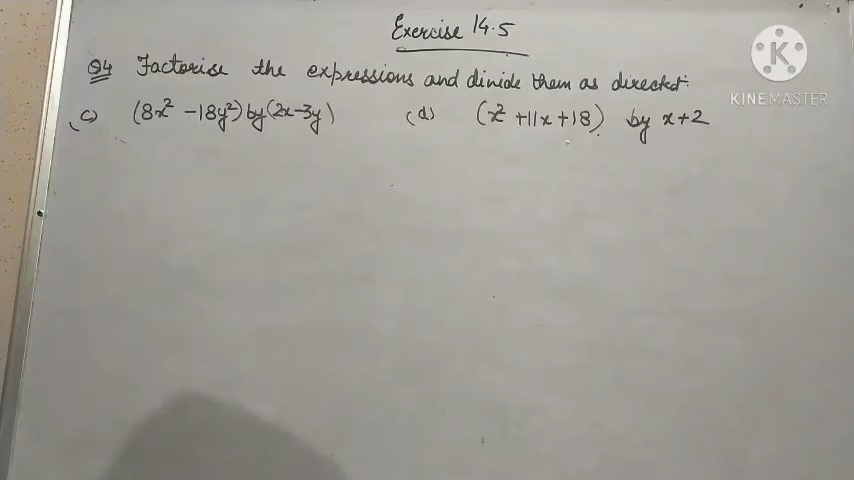 Exercise 14.5
Q4 Factorise the expressions and divide them as directed:
(c) (8x² - 18y²) by (2x-3y) (d) (x² + 11x + 18) by x+2
KINEMASTER